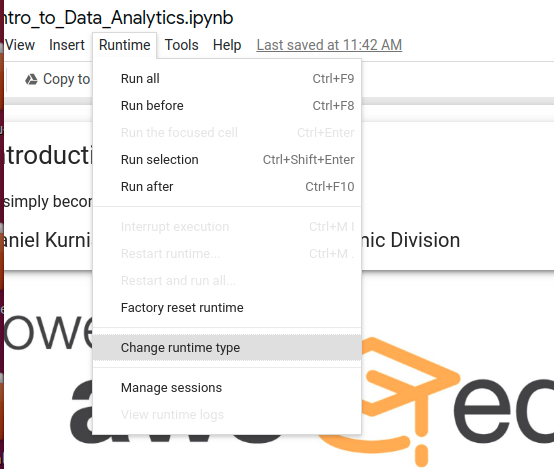 ntro_to_Data_Analytics.ipynb
View Insert Runtime Tools Help Last saved at 11:42 AM
Copy to
Run all Ctrl+F9
Run before Ctrl+F8
Run the focused cell Ctrl+Enter
ntroducti
Run selection Ctrl+Shift+Enter
Run after Ctrl+F10
simply becor
Interrupt execution Ctrl+M I
aniel Kurni
nic Division
Restart runtime... Ctrl+M .
Restart and run all...
Factory reset runtime
owe
Change runtime type
Manage sessions
aws ed
View runtime logs